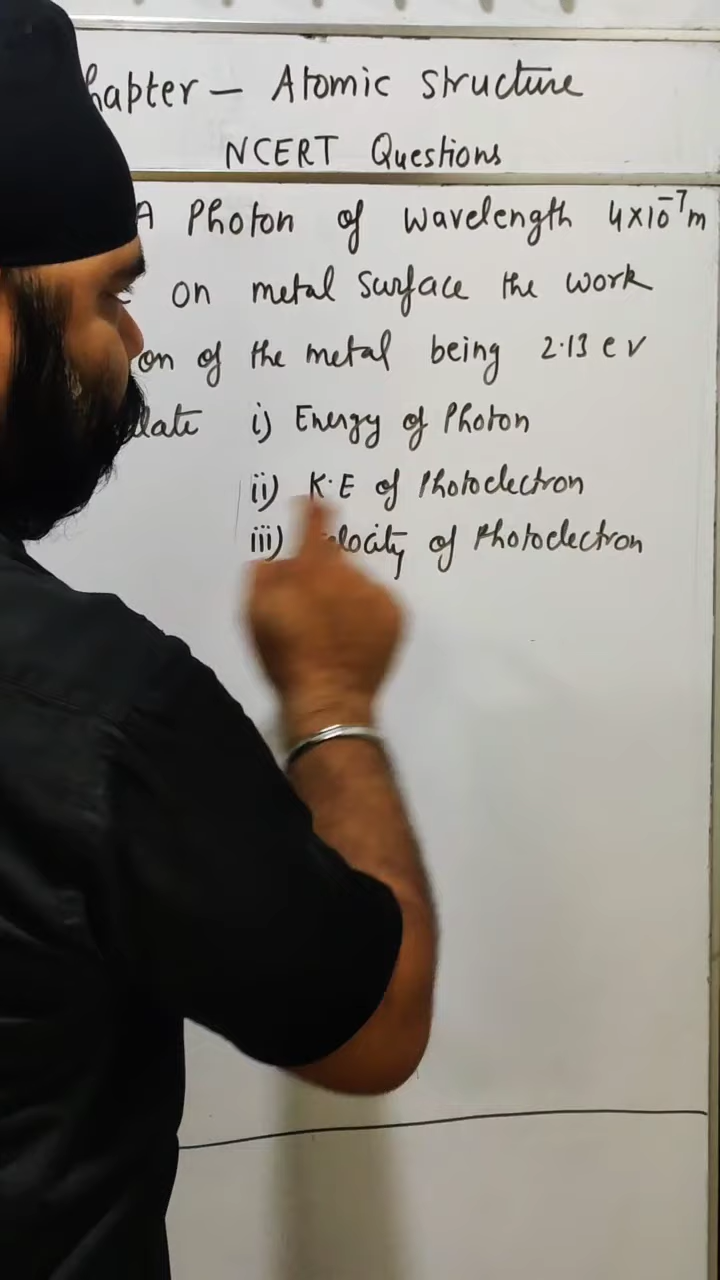 hapter – Atomic structure
NCERT Questions
A Photon of wavelength 4×10⁻⁷m
on metal surface the work
on of the metal being 2.13 eV
late i) Energy of Photon
ii) K.E of Photoelectron
iii) locity of Photoelectron